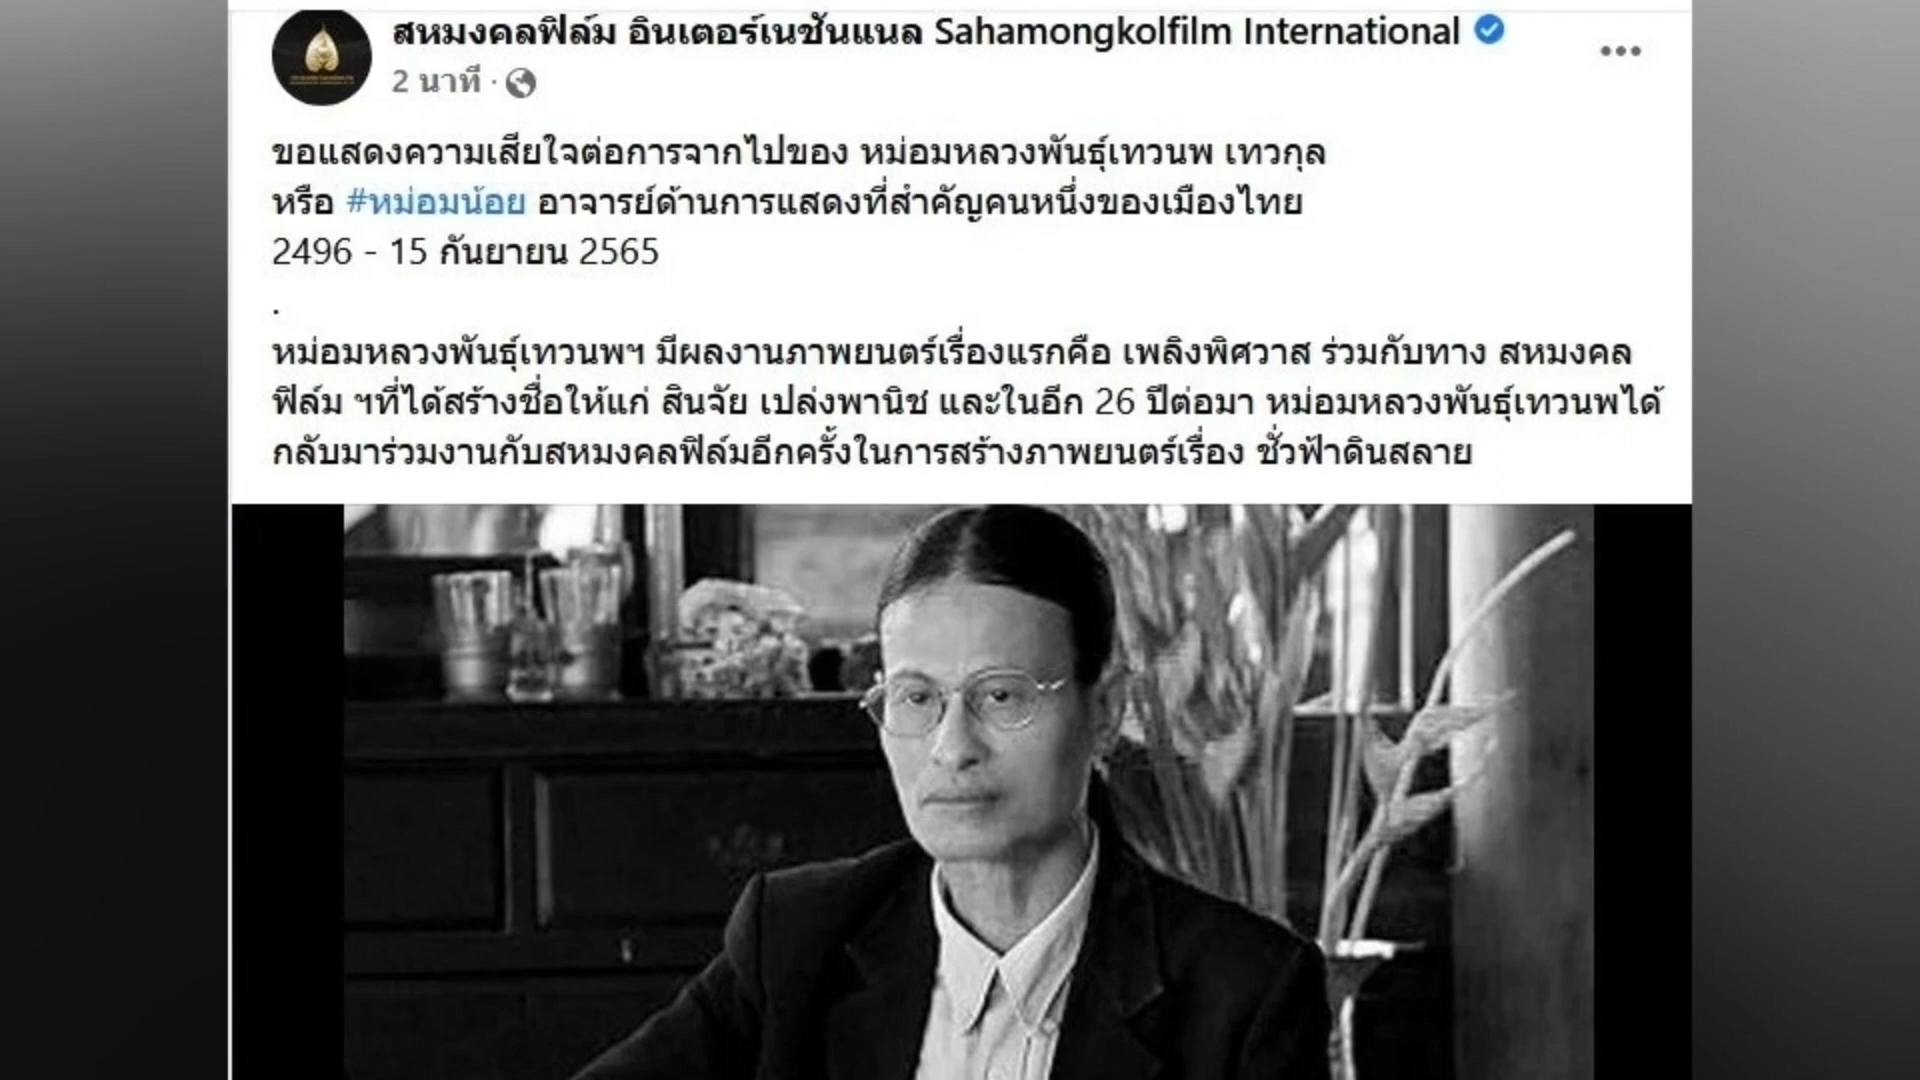 สหมงคลฟิล์ม อินเตอร์เนชั่นแนล Sahamongkolfilm International
2 นาที ·
ขอแสดงความเสียใจต่อการจากไปของ หม่อมหลวงพันธุ์เทวนพ เทวกุล
หรือ #หม่อมน้อย อาจารย์ด้านการแสดงที่สำคัญคนหนึ่งของเมืองไทย
2496 - 15 กันยายน 2565
.
หม่อมหลวงพันธุ์เทวนพฯ มีผลงานภาพยนตร์เรื่องแรกคือ เพลิงพิศวาส ร่วมกับทาง สหมงคล
ฟิล์ม ฯที่ได้สร้างชื่อให้แก่ สินจัย เปล่งพานิช และในอีก 26 ปีต่อมา หม่อมหลวงพันธุ์เทวนพได้
กลับมาร่วมงานกับสหมงคลฟิล์มอีกครั้งในการสร้างภาพยนตร์เรื่อง ชั่วฟ้าดินสลาย